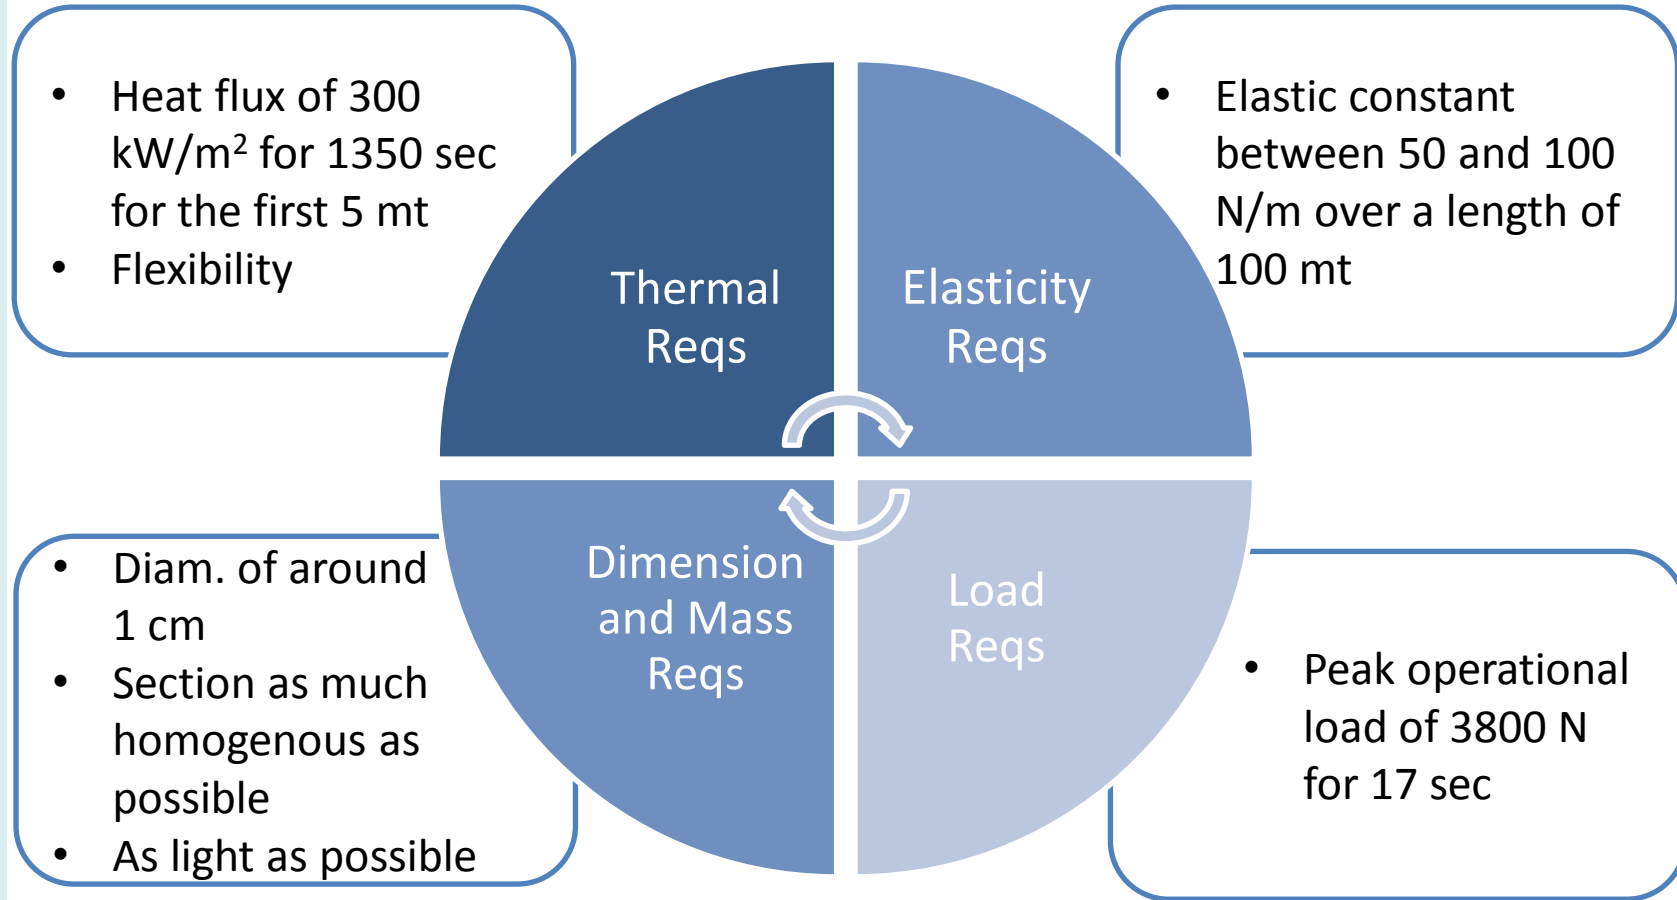 • Heat flux of 300
kW/m² for 1350 sec
for the first 5 mt
• Flexibility
• Elastic constant
between 50 and 100
N/m over a length of
100 mt
Thermal
Reqs
Elasticity
Reqs
Dimension
and Mass
Reqs
Load
Reqs
• Diam. of around
1 cm
• Section as much
homogenous as
possible
• As light as possible
• Peak operational
load of 3800 N
for 17 sec